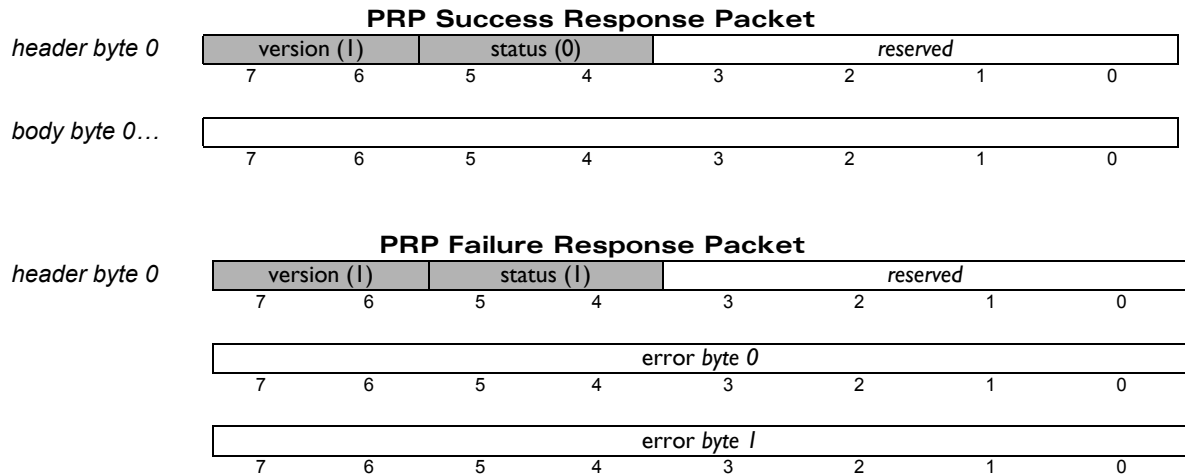 PRP Success Response Packet
header byte 0 version (1) status (0) reserved
7 6 5 4 3 2 1 0
body byte 0…
7 6 5 4 3 2 1 0
PRP Failure Response Packet
header byte 0 version (1) status (1) reserved
7 6 5 4 3 2 1 0
error byte 0
7 6 5 4 3 2 1 0
error byte 1
7 6 5 4 3 2 1 0